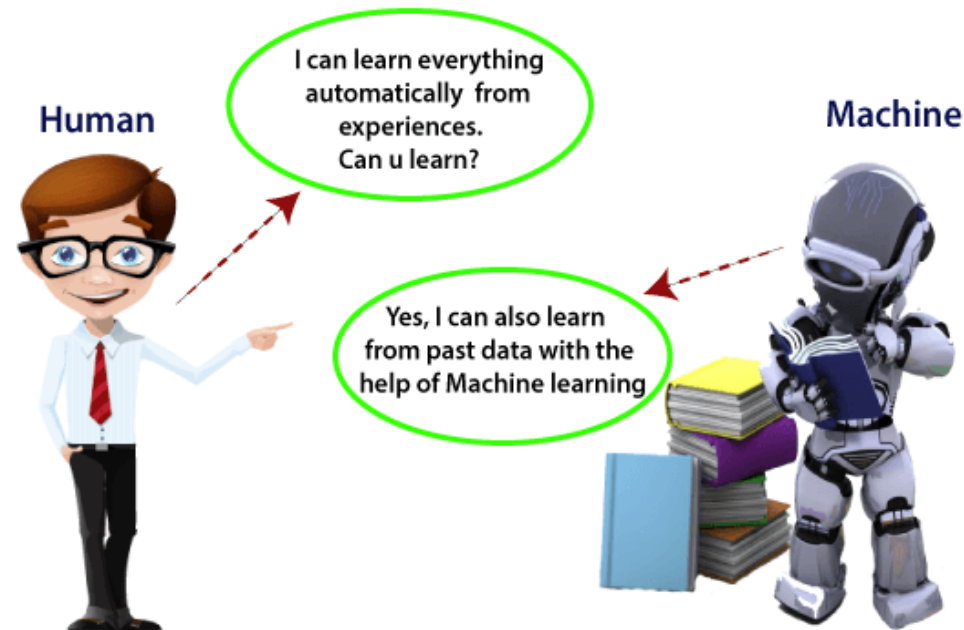 Human
I can learn everything
automatically from
experiences.
Can u learn?
Machine
Yes, I can also learn
from past data with the
help of Machine learning